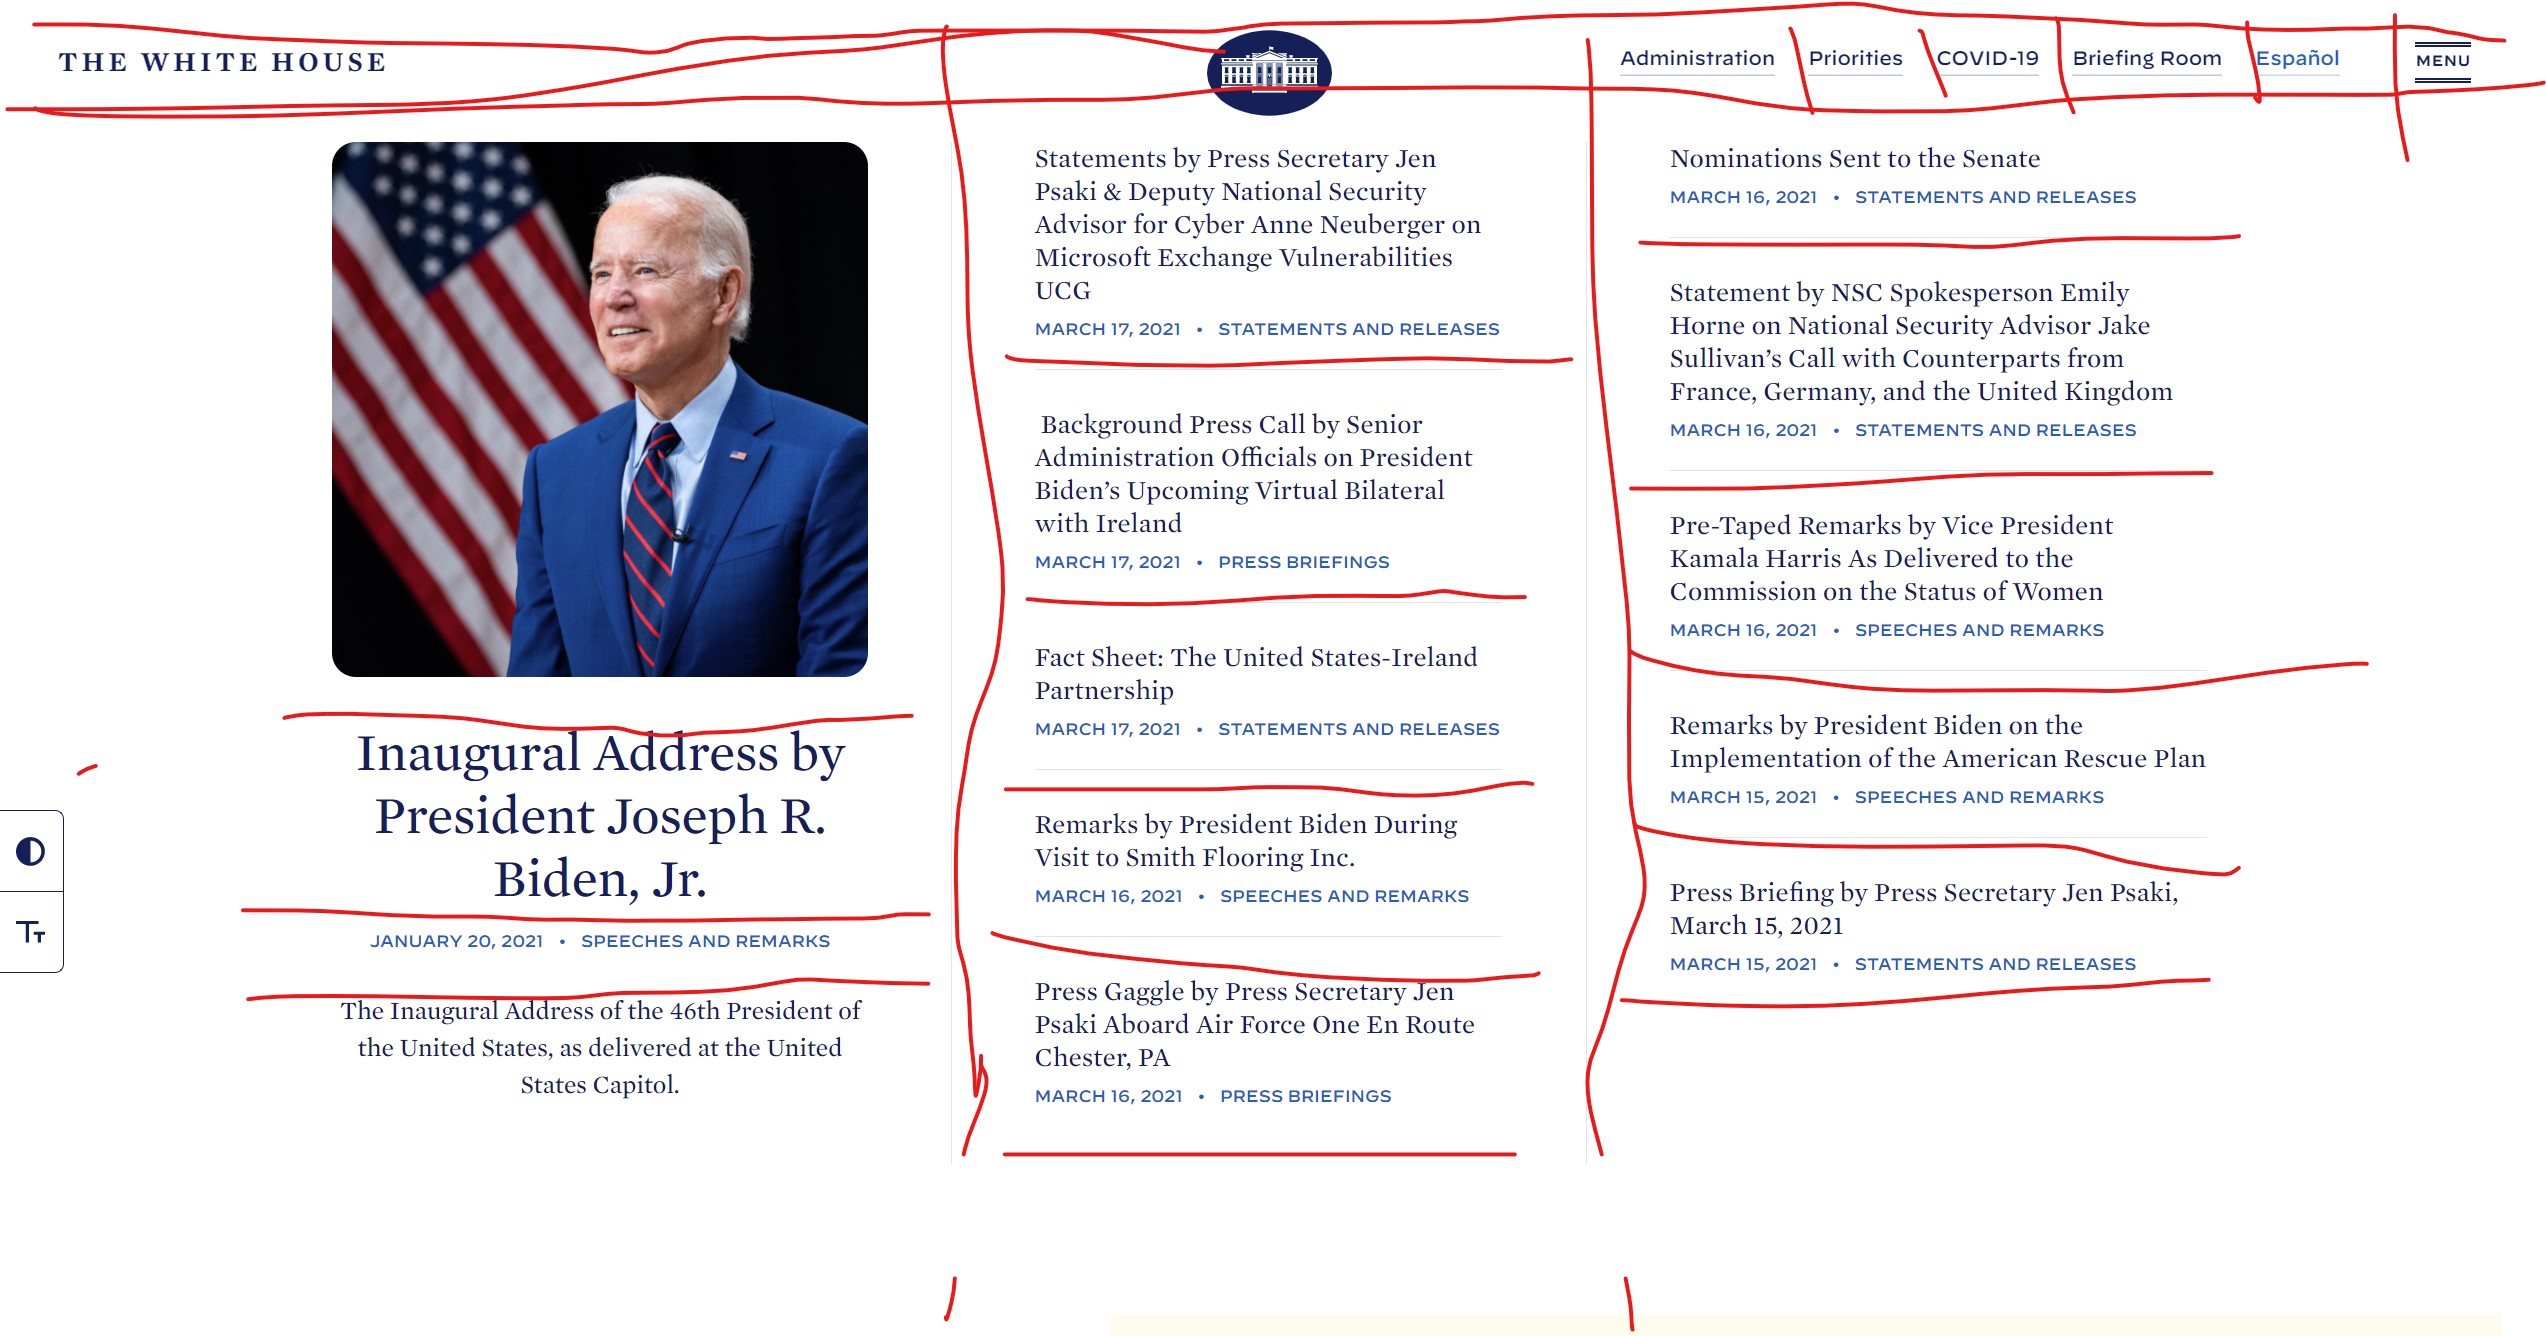 THE WHITE HOUSE
Administration
Priorities
COVID-19
Briefing Room
Español
MENU
Inaugural Address by
President Joseph R.
Biden, Jr.
JANUARY 20, 2021 • SPEECHES AND REMARKS
The Inaugural Address of the 46th President of
the United States, as delivered at the United
States Capitol.
Tт
Statements by Press Secretary Jen
Psaki & Deputy National Security
Advisor for Cyber Anne Neuberger on
Microsoft Exchange Vulnerabilities
UCG
MARCH 17, 2021 • STATEMENTS AND RELEASES
Background Press Call by Senior
Administration Officials on President
Biden’s Upcoming Virtual Bilateral
with Ireland
MARCH 17, 2021 • PRESS BRIEFINGS
Fact Sheet: The United States-Ireland
Partnership
MARCH 17, 2021 • STATEMENTS AND RELEASES
Remarks by President Biden During
Visit to Smith Flooring Inc.
MARCH 16, 2021 • SPEECHES AND REMARKS
Press Gaggle by Press Secretary Jen
Psaki Aboard Air Force One En Route
Chester, PA
MARCH 16, 2021 • PRESS BRIEFINGS
Nominations Sent to the Senate
MARCH 16, 2021 • STATEMENTS AND RELEASES
Statement by NSC Spokesperson Emily
Horne on National Security Advisor Jake
Sullivan’s Call with Counterparts from
France, Germany, and the United Kingdom
MARCH 16, 2021 • STATEMENTS AND RELEASES
Pre-Taped Remarks by Vice President
Kamala Harris As Delivered to the
Commission on the Status of Women
MARCH 16, 2021 • SPEECHES AND REMARKS
Remarks by President Biden on the
Implementation of the American Rescue Plan
MARCH 15, 2021 • SPEECHES AND REMARKS
Press Briefing by Press Secretary Jen Psaki,
March 15, 2021
MARCH 15, 2021 • STATEMENTS AND RELEASES